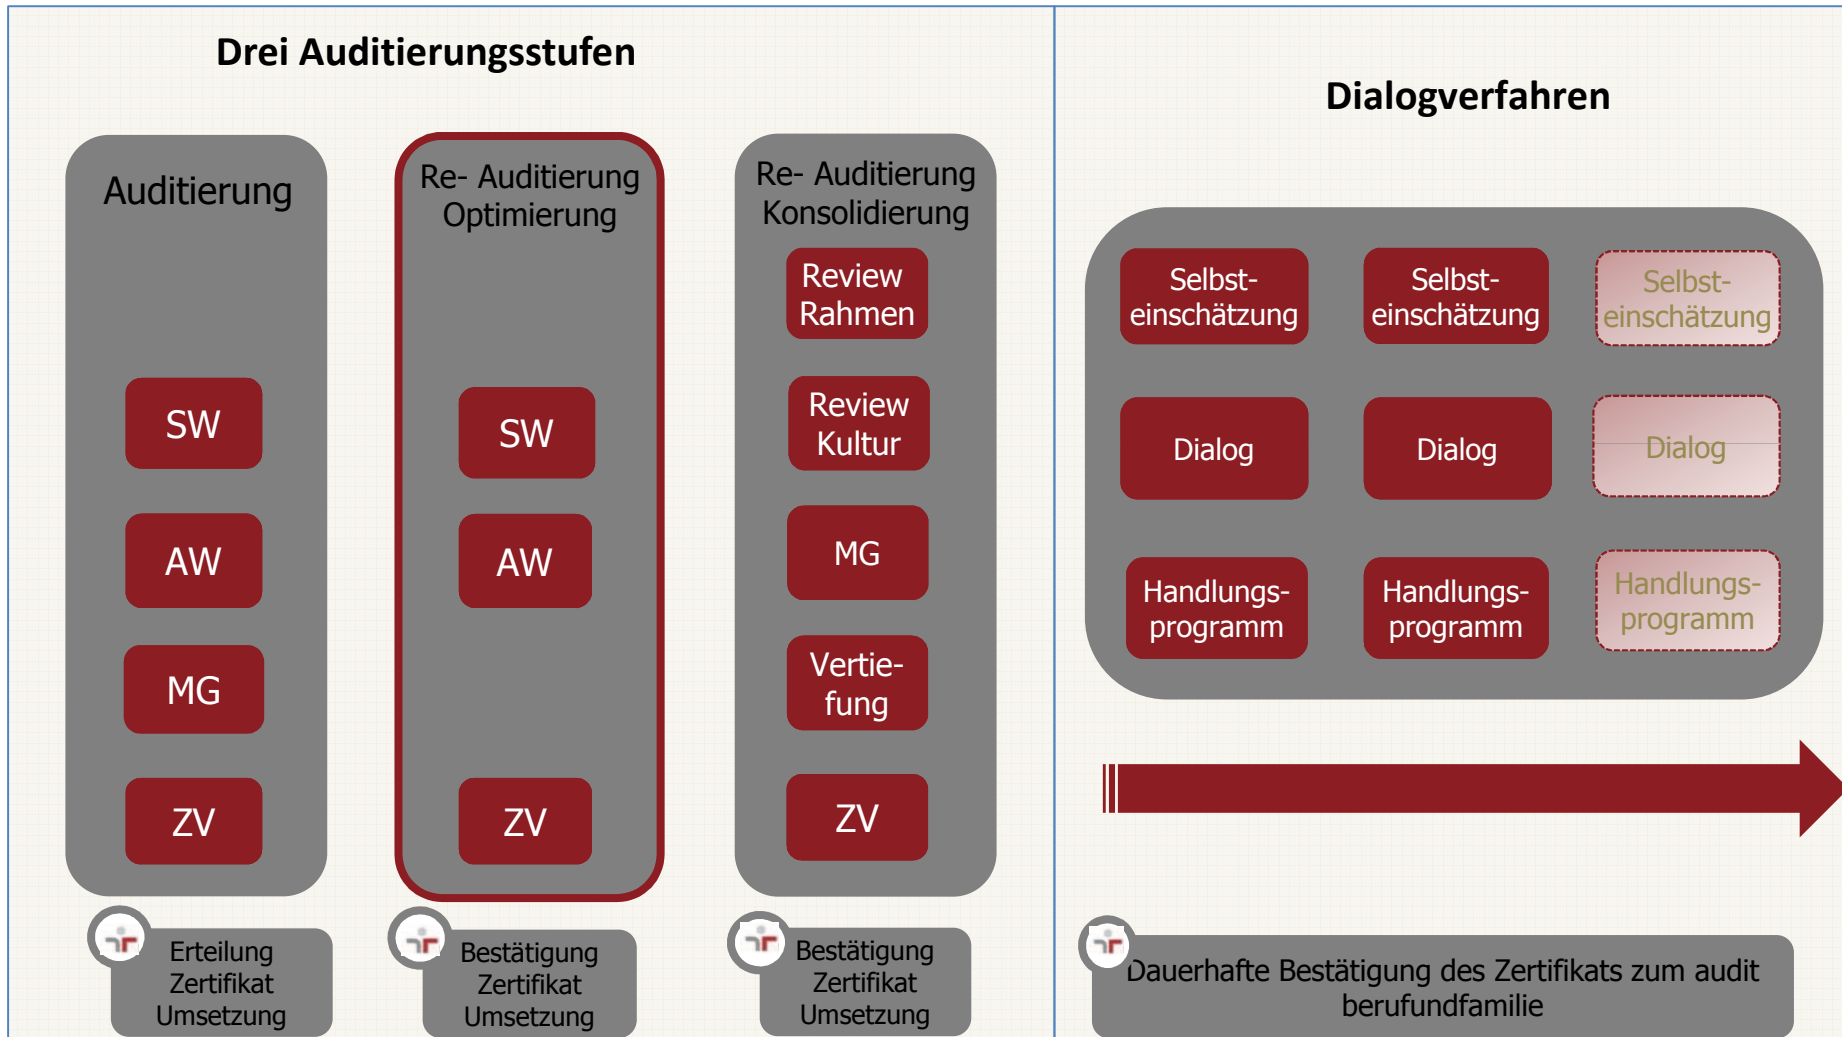 Drei Auditierungsstufen
Auditierung
SW
AW
MG
ZV
Erteilung
Zertifikat
Umsetzung
Re- Auditierung
Optimierung
SW
AW
ZV
Bestätigung
Zertifikat
Umsetzung
Re- Auditierung
Konsolidierung
Review
Rahmen
Review
Kultur
MG
Vertie-
fung
ZV
Bestätigung
Zertifikat
Umsetzung
Dialogverfahren
Selbst-
einschätzung
Selbst-
einschätzung
Selbst-
einschätzung
Dialog
Dialog
Dialog
Handlungs-
programm
Handlungs-
programm
Handlungs-
programm
Dauerhafte Bestätigung des Zertifikats zum audit
berufundfamilie